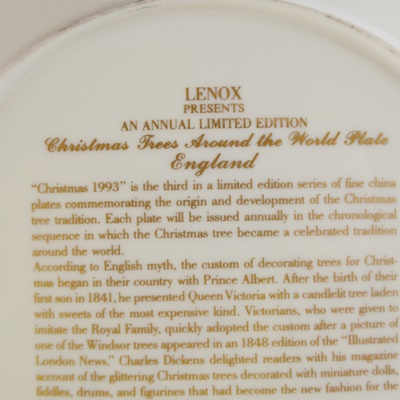 LENOX
PRESENTS
AN ANNUAL LIMITED EDITION
Christmas Trees Around the World Plate
England
"Christmas 1993" is the third in a limited edition series of fine china
plates commemorating the origin and development of the Christmas
tree tradition. Each plate will be issued annually in the chronological
sequence in which the Christmas tree became a celebrated tradition
around the world.
According to English myth, the custom of decorating trees for Christ-
mas began in their country with Prince Albert. After the birth of their
first son in 1841, he presented Queen Victoria with a candlelit tree laden
with sweets of the most expensive kind. Victorians, who were given to
imitate the Royal Family, quickly adopted the custom after a picture of
one of the Windsor trees appeared in an 1848 edition of the "Illustrated
London News." Charles Dickens delighted readers with his magazine
account of the glittering Christmas trees decorated with miniature dolls,
fiddles, drums, and figurines that had become the new fashion for the